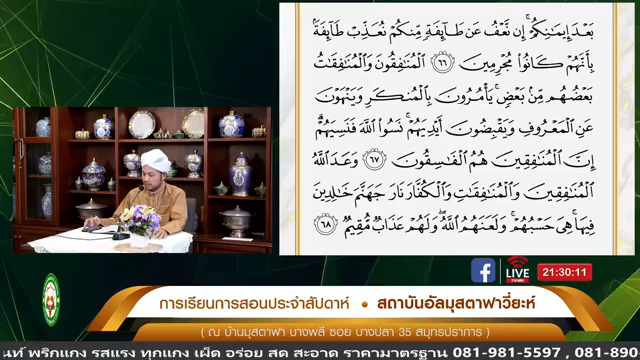 بَعْدَ إِيمَٰنِكُمْ ۚ إِن نَّعْفُ عَن طَآئِفَةٍ مِّنكُمْ نُعَذِّبْ طَآئِفَةًۢ
بِأَنَّهُمْ كَانُوا۟ مُجْرِمِينَ ٦٦ ٱلْمُنَٰفِقُونَ وَٱلْمُنَٰفِقَٰتُ
بَعْضُهُم مِّنۢ بَعْضٍ ۚ يَأْمُرُونَ بِٱلْمُنكَرِ وَيَنْهَوْنَ
عَنِ ٱلْمَعْرُوفِ وَيَقْبِضُونَ أَيْدِيَهُمْ ۚ نَسُوا۟ ٱللَّهَ فَنَسِيَهُمْ ۗ
إِنَّ ٱلْمُنَٰفِقِينَ هُمُ ٱلْفَٰسِقُونَ ٦٧ وَعَدَ ٱللَّهُ
ٱلْمُنَٰفِقِينَ وَٱلْمُنَٰفِقَٰتِ وَٱلْكُفَّارَ نَارَ جَهَنَّمَ خَٰلِدِينَ
فِيهَا ۚ هِىَ حَسْبُهُمْ ۚ وَلَعَنَهُمُ ٱللَّهُ ۖ وَلَهُمْ عَذَابٌ مُّقِيمٌ ٦٨
LIVE 21:30:11
การเรียนการสอนประจำสัปดาห์ • สถาบันอัลมุสตาฟาวียะห์
( ณ บ้านมุสตาฟา บางพลี ซอย บางปลา 35 สมุทรปราการ )
นท์ พริกแกง รสแรง ทุกแกง เผ็ด อร่อย สด สะอาด ราคามาตรฐาน 081-981-5597 , 081-890